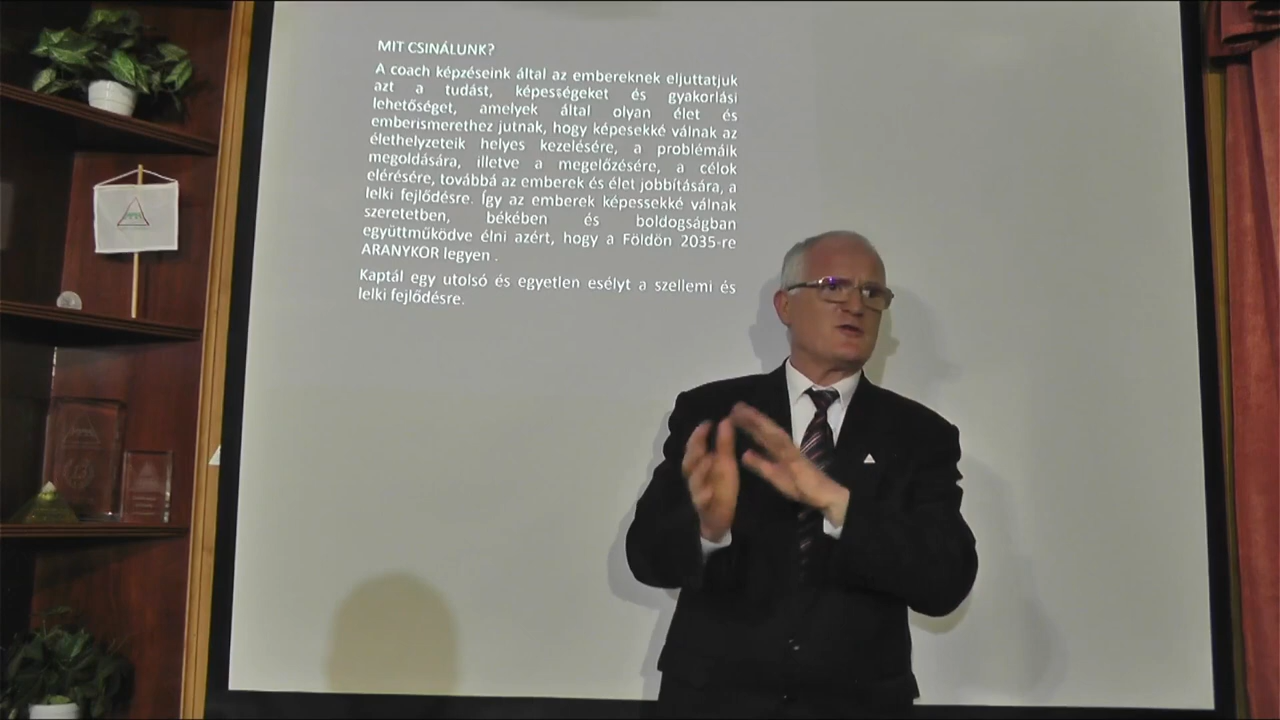 MIT CSINÁLUNK?
A coach képzéseink által az embereknek eljuttatjuk
azt a tudást, képességeket és gyakorlási
lehetőséget, amelyek által olyan élet és
emberismerethez jutnak, hogy képesekké válnak az
élethelyzeteik helyes kezelésére, a problémáik
megoldására, illetve a megelőzésére, a célok
elérésére, továbbá az emberek és élet jobbítására, a
lelki fejlődésre. Így az emberek képessekké válnak
szeretetben, békében és boldogságban
együttműködve élni azért, hogy a Földön 2035-re
ARANYKOR legyen .
Kaptál egy utolsó és egyetlen esélyt a szellemi és
lelki fejlődésre.